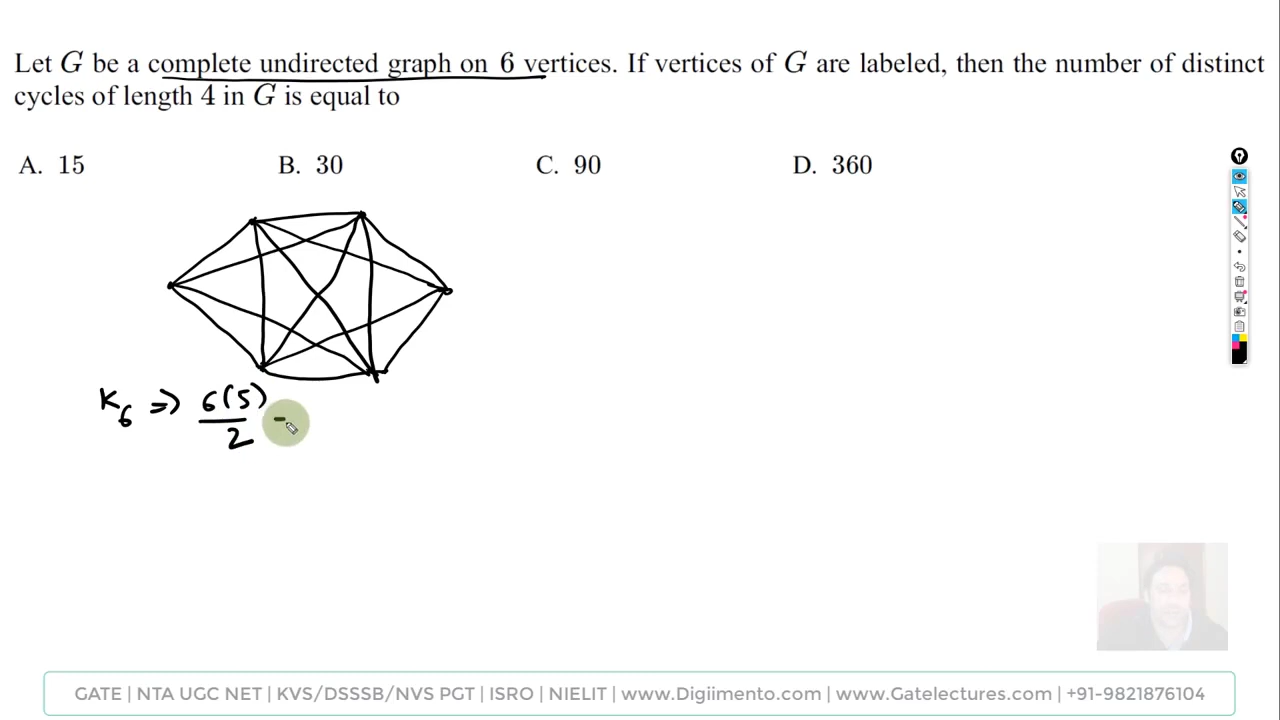 Let G be a complete undirected graph on 6 vertices. If vertices of G are labeled, then the number of distinct
cycles of length 4 in G is equal to
A. 15 B. 30 C. 90 D. 360
K₆ => 6(5)/2 =
GATE | NTA UGC NET | KVS/DSSSB/NVS PGT | ISRO | NIELIT | www.Digiimento.com | www.Gatelectures.com | +91-9821876104